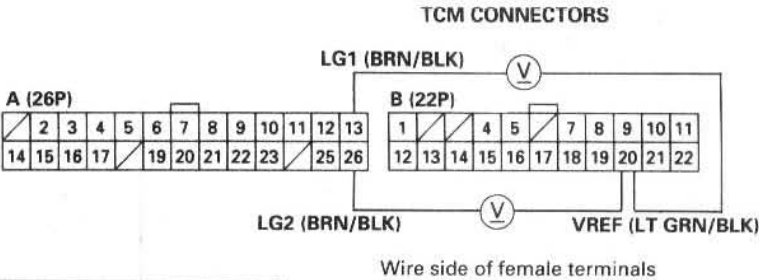 TCM CONNECTORS
LG1 (BRN/BLK)
V
A (26P)
B (22P)
2 3 4 5 6 7 8 9 10 11 12 13
14 15 16 17 19 20 21 22 23 25 26
1 4 5 7 8 9 10 11
12 13 14 15 16 17 18 19 20 21 22
LG2 (BRN/BLK)
V
VREF (LT GRN/BLK)
Wire side of female terminals